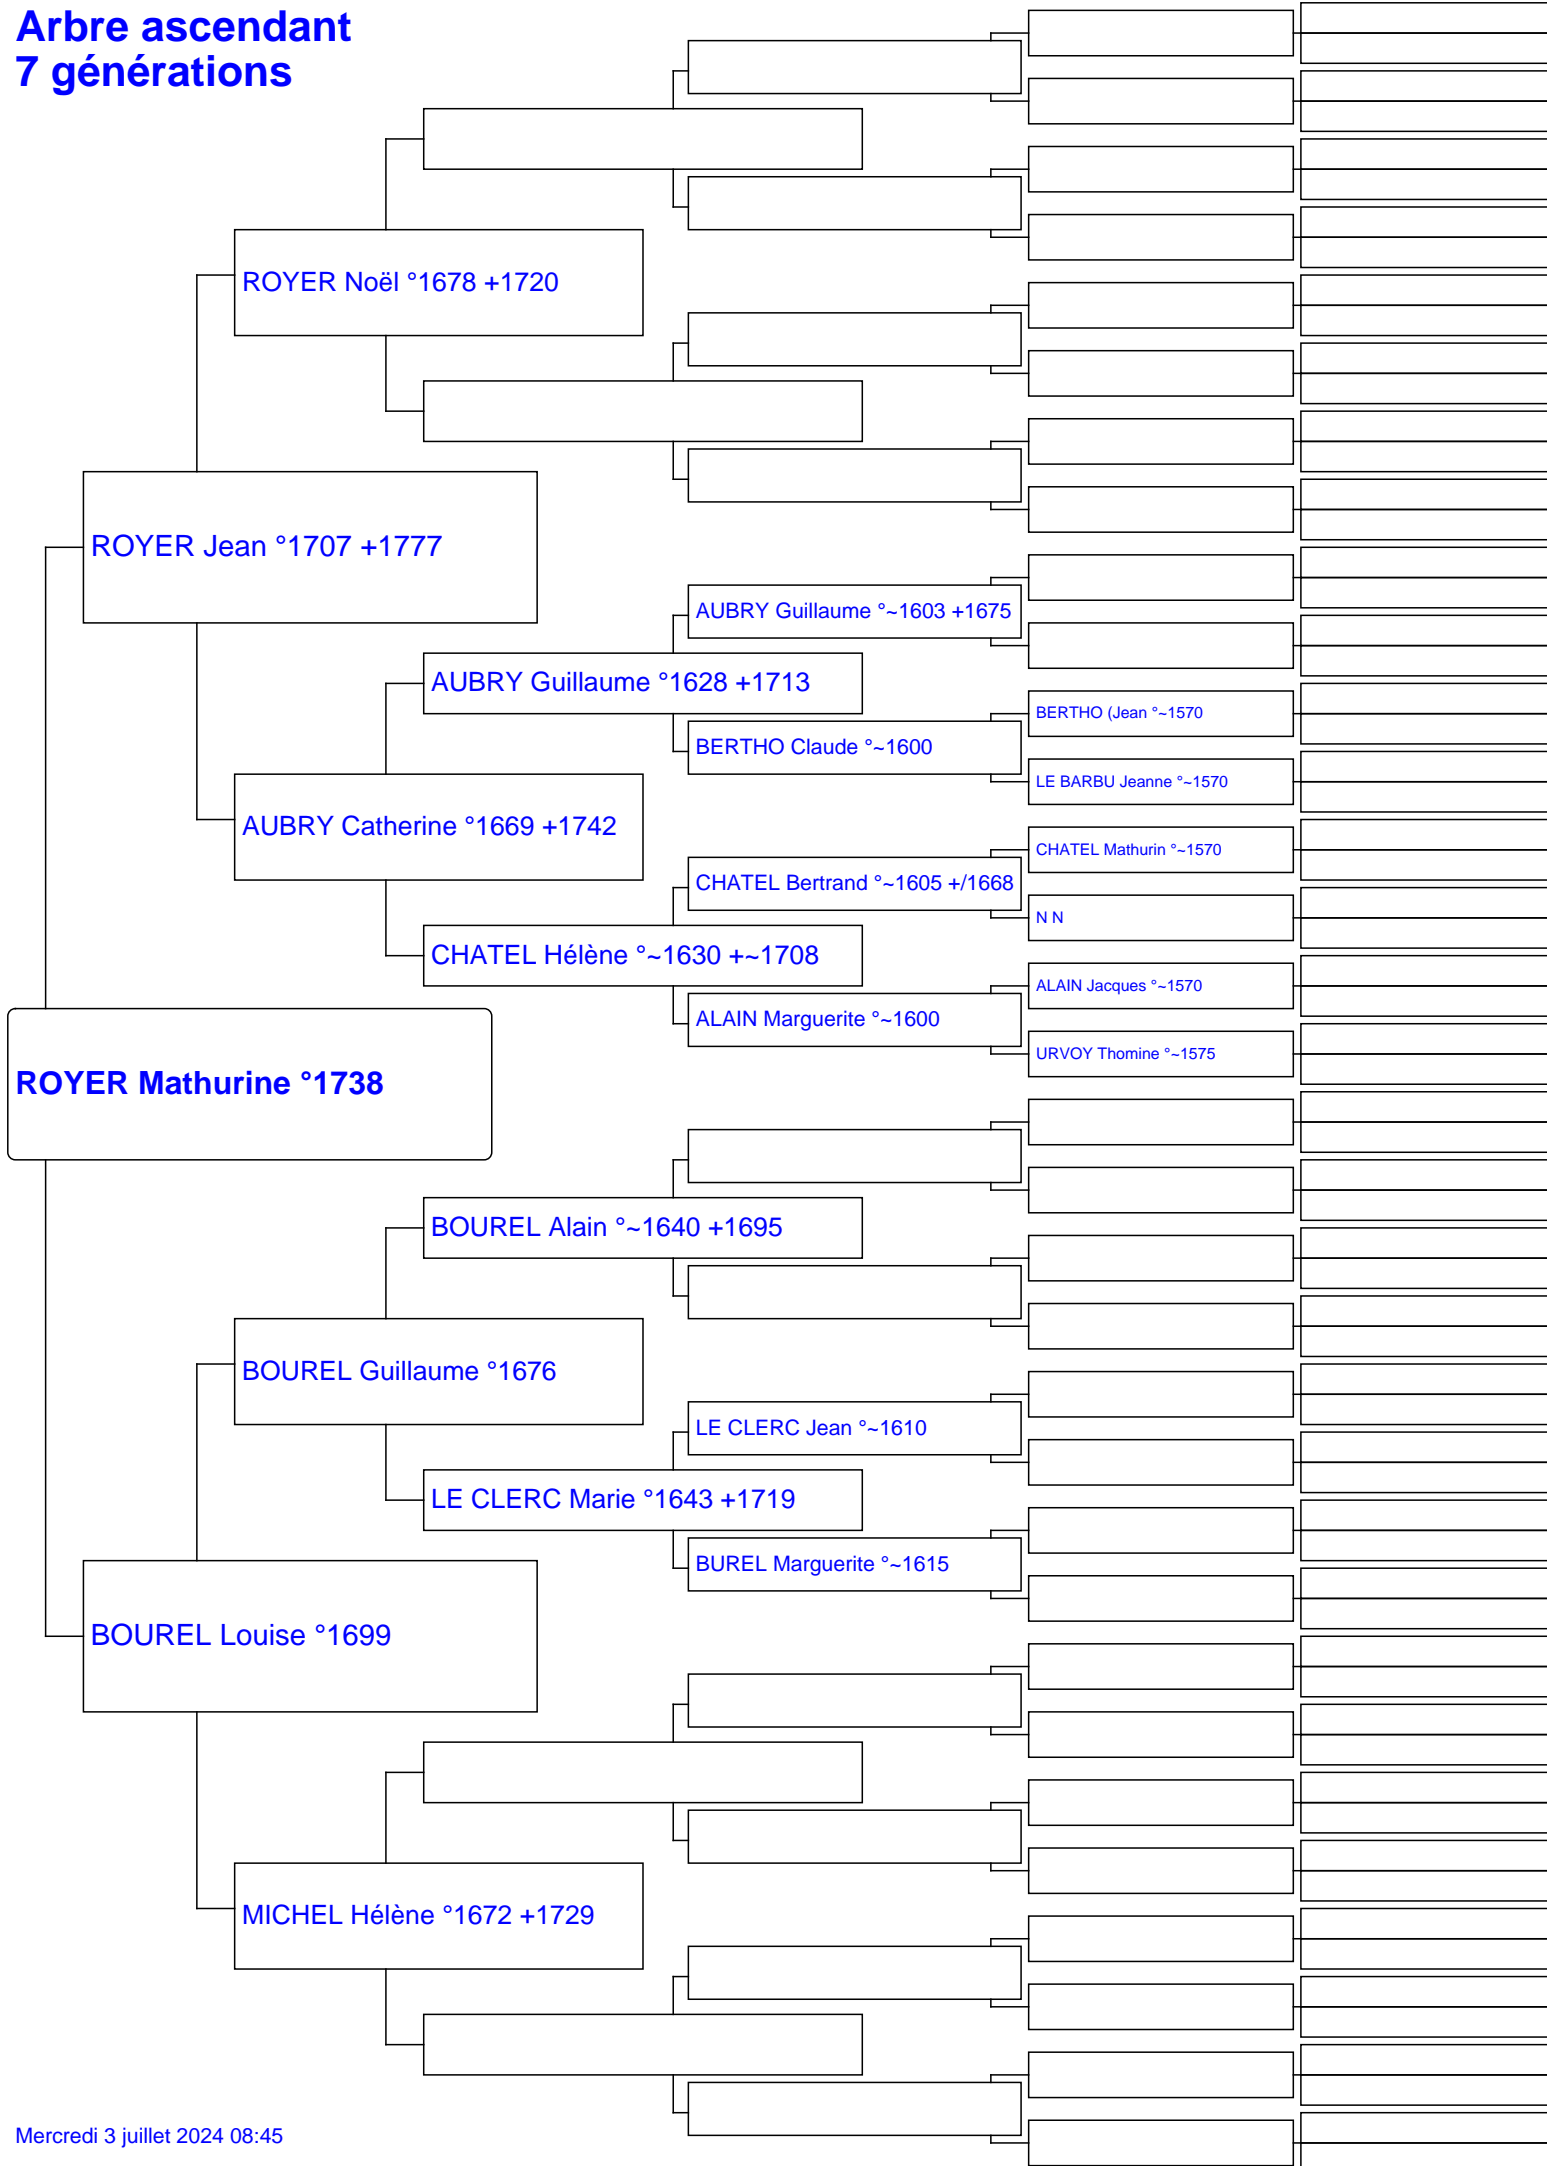 Arbre ascendant
7 générations
ROYER Noël °1678 +1720
ROYER Jean °1707 +1777
AUBRY Guillaume °~1603 +1675
AUBRY Guillaume °1628 +1713
BERTHO (Jean °~1570
BERTHO Claude °~1600
LE BARBU Jeanne °~1570
AUBRY Catherine °1669 +1742
CHATEL Mathurin °~1570
CHATEL Bertrand °~1605 +/1668
N N
CHATEL Hélène °~1630 +~1708
ALAIN Jacques °~1570
ALAIN Marguerite °~1600
URVOY Thomine °~1575
ROYER Mathurine °1738
BOUREL Alain °~1640 +1695
BOUREL Guillaume °1676
LE CLERC Jean °~1610
LE CLERC Marie °1643 +1719
BUREL Marguerite °~1615
BOUREL Louise °1699
MICHEL Hélène °1672 +1729
Mercredi 3 juillet 2024 08:45